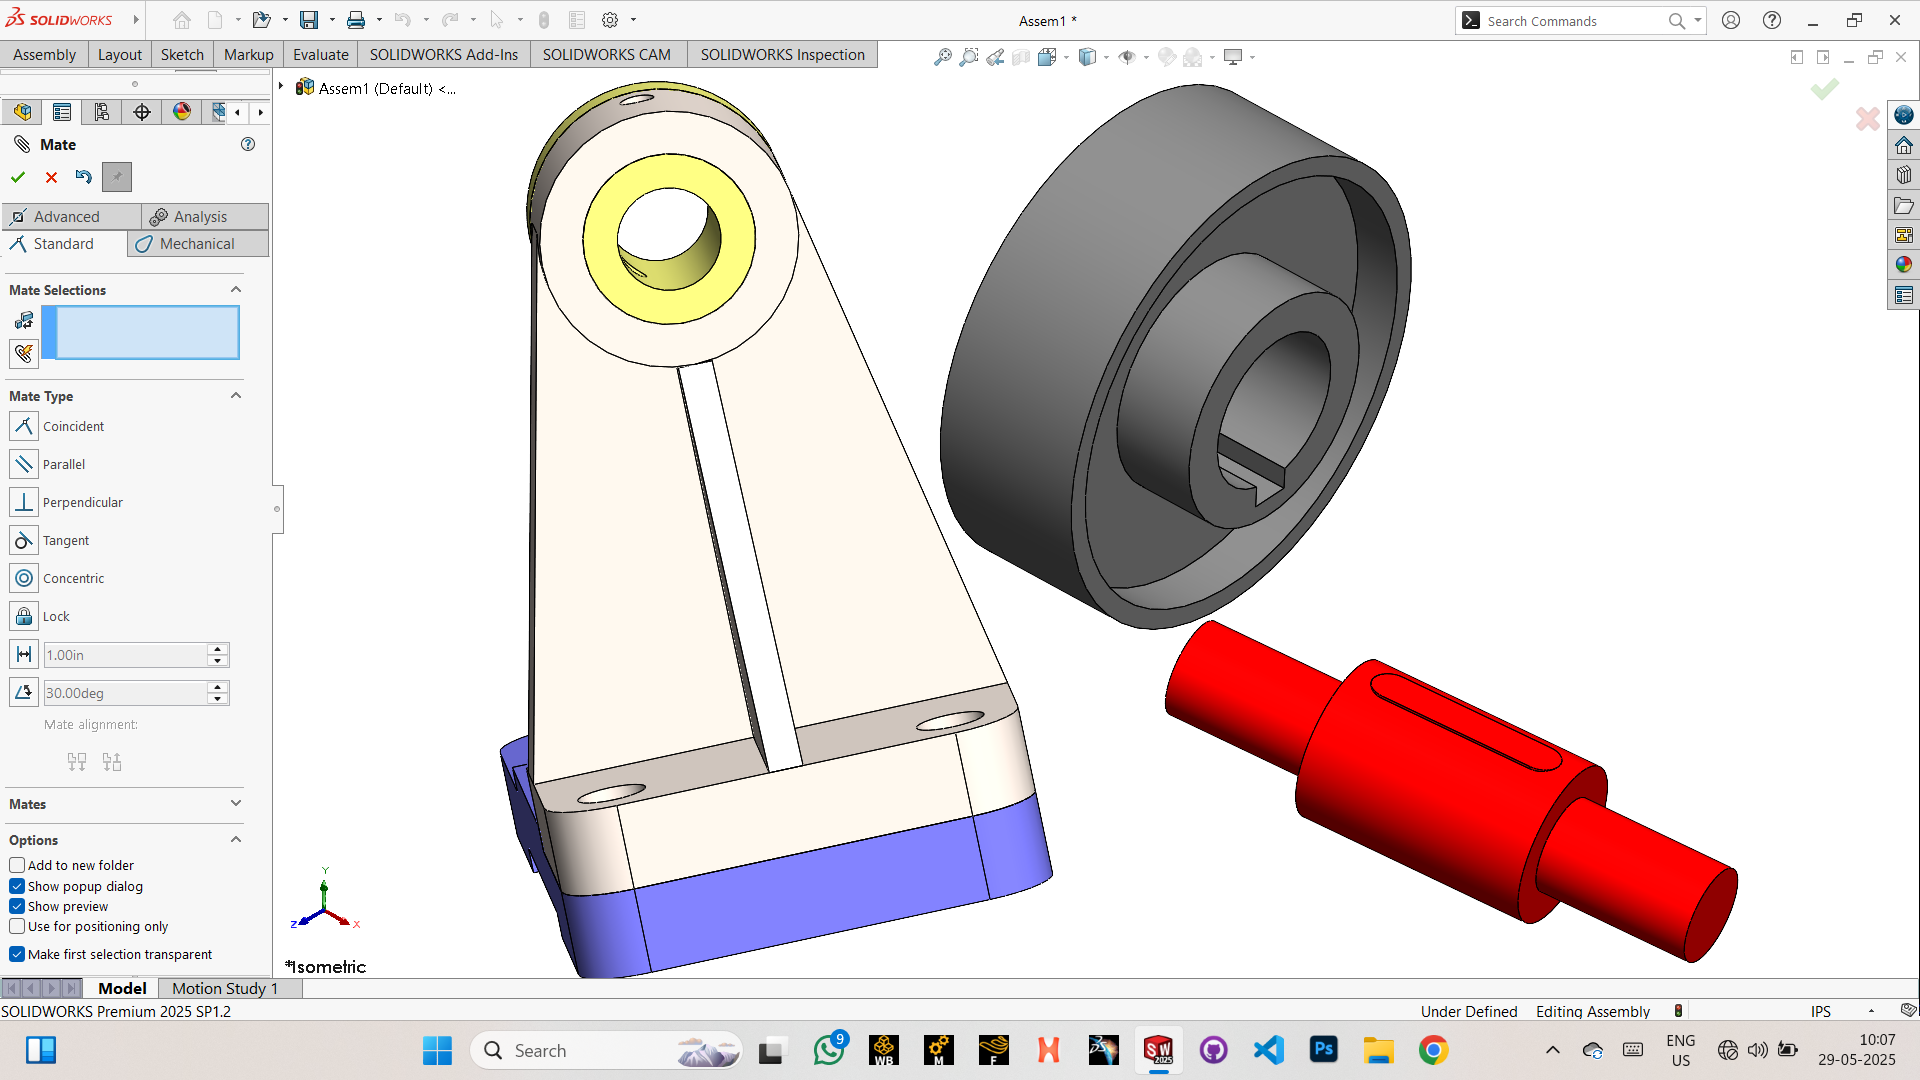 SOLIDWORKS
Assem1 *
Search Commands
Assembly
Layout
Sketch
Markup
Evaluate
SOLIDWORKS Add-Ins
SOLIDWORKS CAM
SOLIDWORKS Inspection
Assem1 (Default) <...
Mate
Advanced
Analysis
Standard
Mechanical
Mate Selections
Mate Type
Coincident
Parallel
Perpendicular
Tangent
Concentric
Lock
1.00in
30.00deg
Mate alignment:
Mates
Options
Add to new folder
Show popup dialog
Show preview
Use for positioning only
Make first selection transparent
Y
Z
X
*Isometric
Model
Motion Study 1
SOLIDWORKS Premium 2025 SP1.2
Under Defined
Editing Assembly
IPS
Search
9
WB
M
F
SW
2025
Ps
ENG
US
10:07
29-05-2025